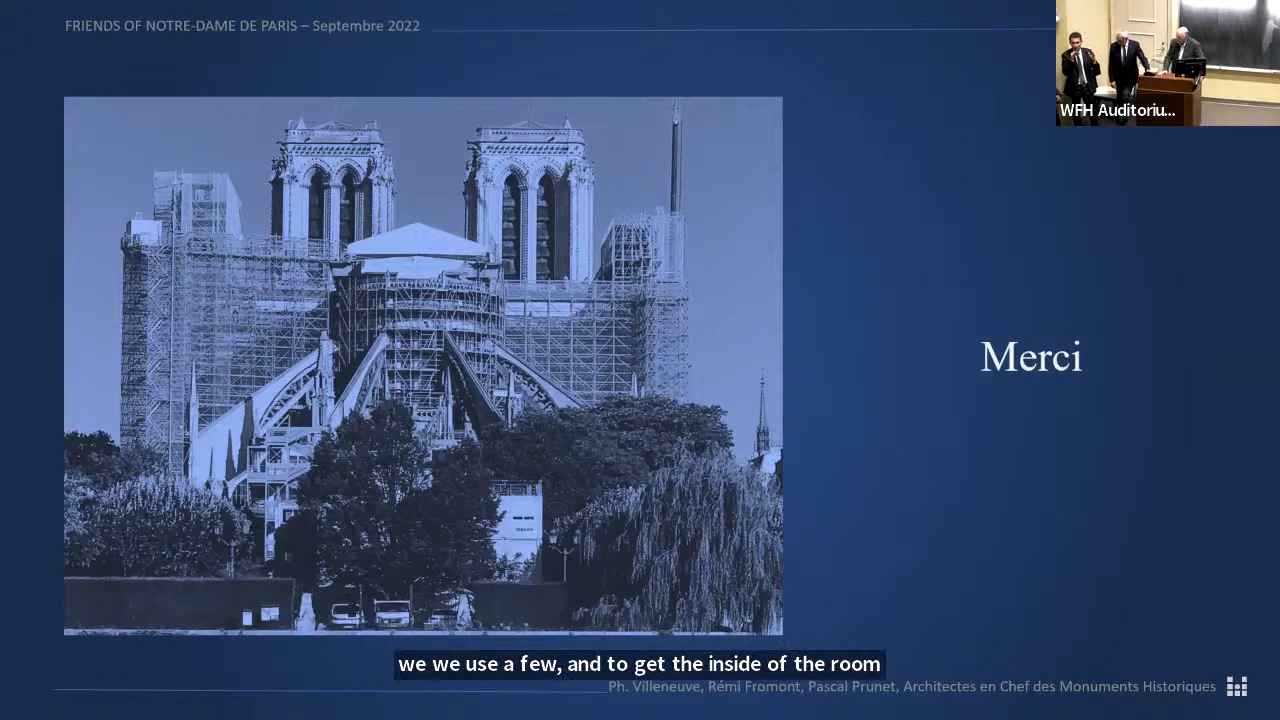 FRIENDS OF NOTRE-DAME DE PARIS – Septembre 2022
WFH Auditoriu...
Merci
we we use a few, and to get the inside of the room
Ph. Villeneuve, Rémi Fromont, Pascal Prunet, Architectes en Chef des Monuments Historiques